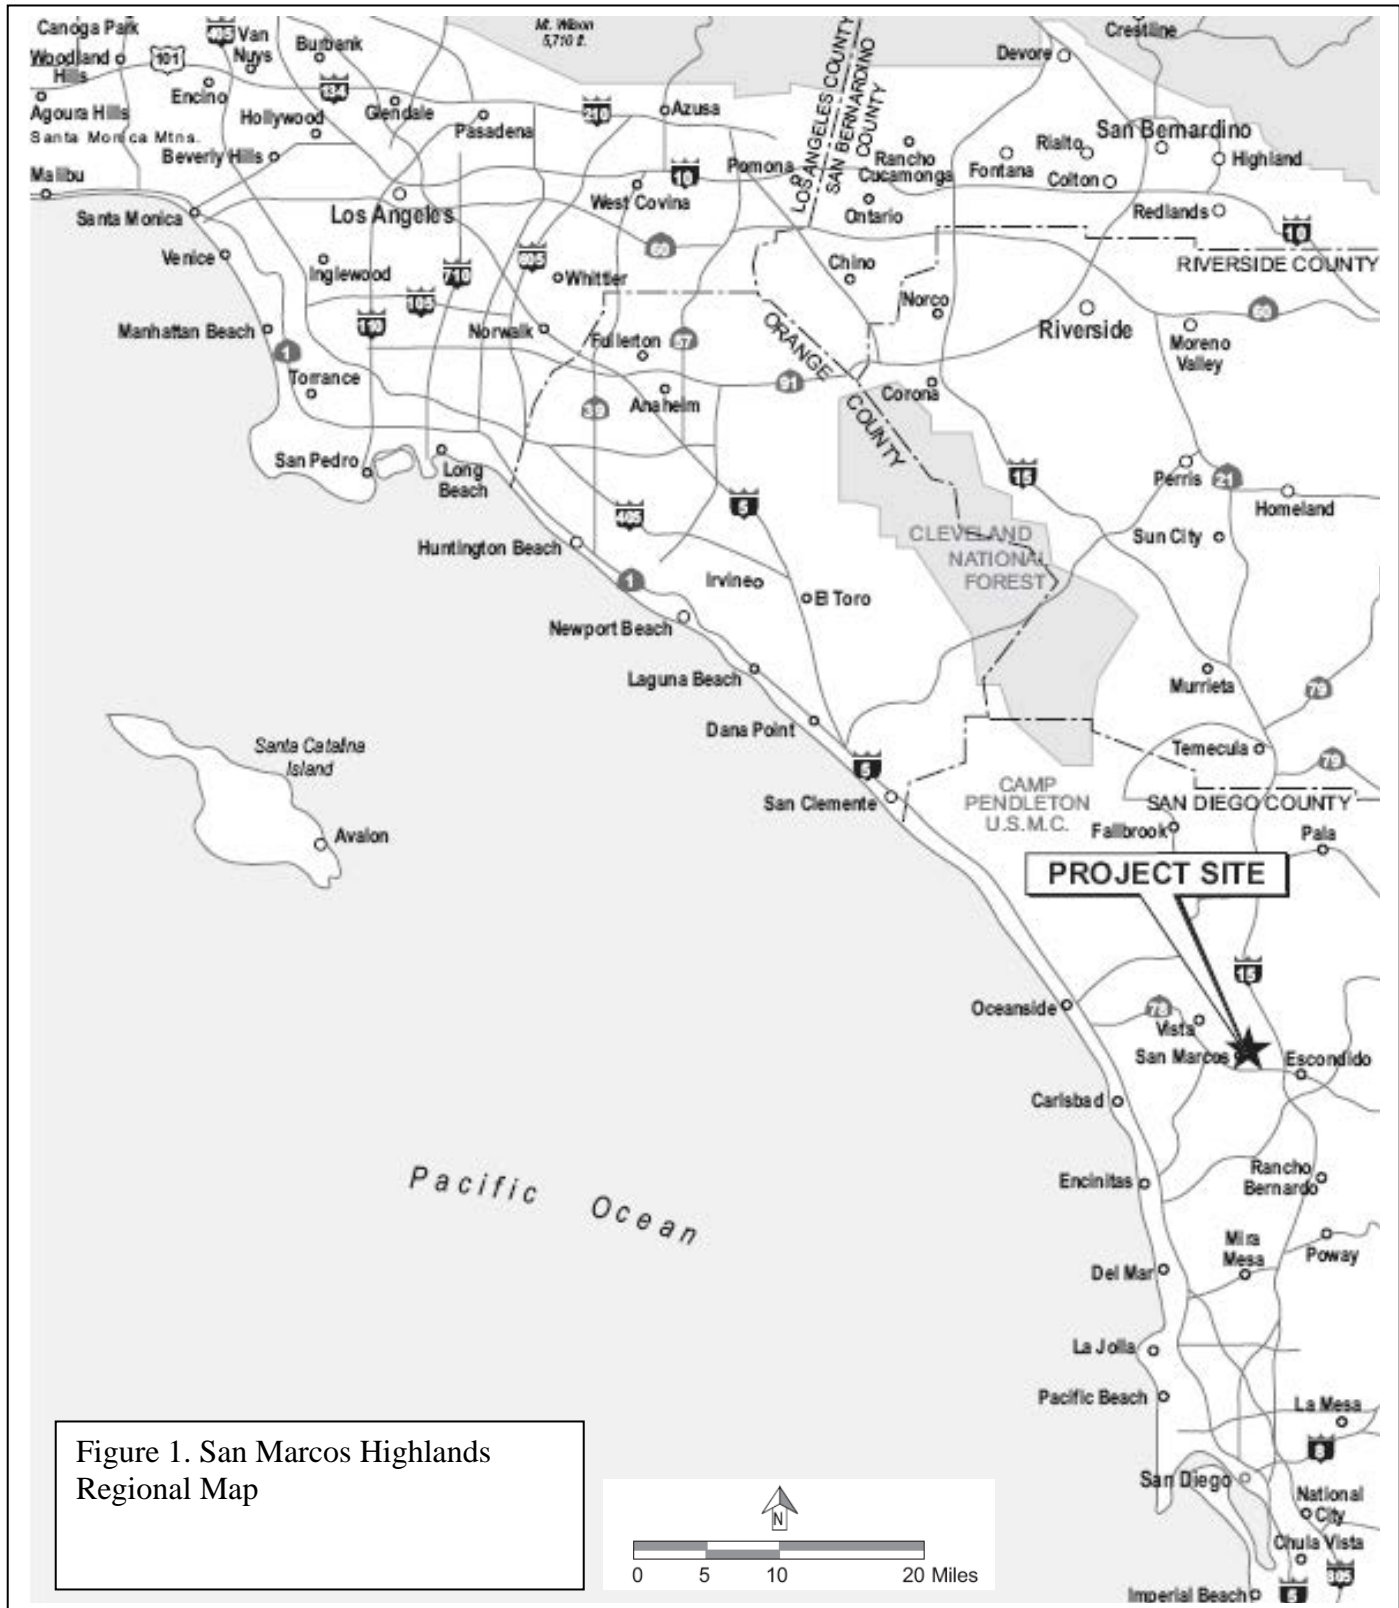 Canoga Park
405
Van
Nuys
Burbank
Mt. Wilson
5,710 ft.
Crestline
Devore
Woodland
Hills
101
Encino
134
Glendale
Hollywood
Pasadena
210
Azusa
LOS ANGELES COUNTY
SAN BERNARDINO
COUNTY
Agoura Hills
Santa Monica Mtns.
Beverly Hills
Malibu
Santa Monica
Los Angeles
West Covina
10
Pomona
Rancho
Cucamonga
Ontario
Fontana
Rialto
San Bernardino
Colton
Highland
Redlands
10
RIVERSIDE COUNTY
Venice
Inglewood
710
605
Whittier
60
Chino
Norco
Riverside
60
Moreno
Valley
105
110
Manhattan Beach
1
Norwalk
Fullerton
57
ORANGE
COUNTY
Torrance
39
Anaheim
91
Corona
San Pedro
Long
Beach
15
Perris
21
Homeland
405
5
CLEVELAND
NATIONAL
FOREST
Sun City
Huntington Beach
1
Irvine
El Toro
Newport Beach
Laguna Beach
Murrieta
79
Dana Point
Temecula
79
Santa Catalina
Island
5
San Clemente
CAMP
PENDLETON
U.S.M.C.
SAN DIEGO COUNTY
Fallbrook
Pala
Avalon
PROJECT SITE
15
Oceanside
78
Vista
San Marcos
Escondido
Carlsbad
Pacific Ocean
Encinitas
Rancho
Bernardo
Mira
Mesa
Poway
Del Mar
La Jolla
Pacific Beach
La Mesa
8
San Diego
National
City
Chula Vista
805
Imperial Beach
5
Figure 1. San Marcos Highlands
Regional Map
N
0 5 10 20 Miles